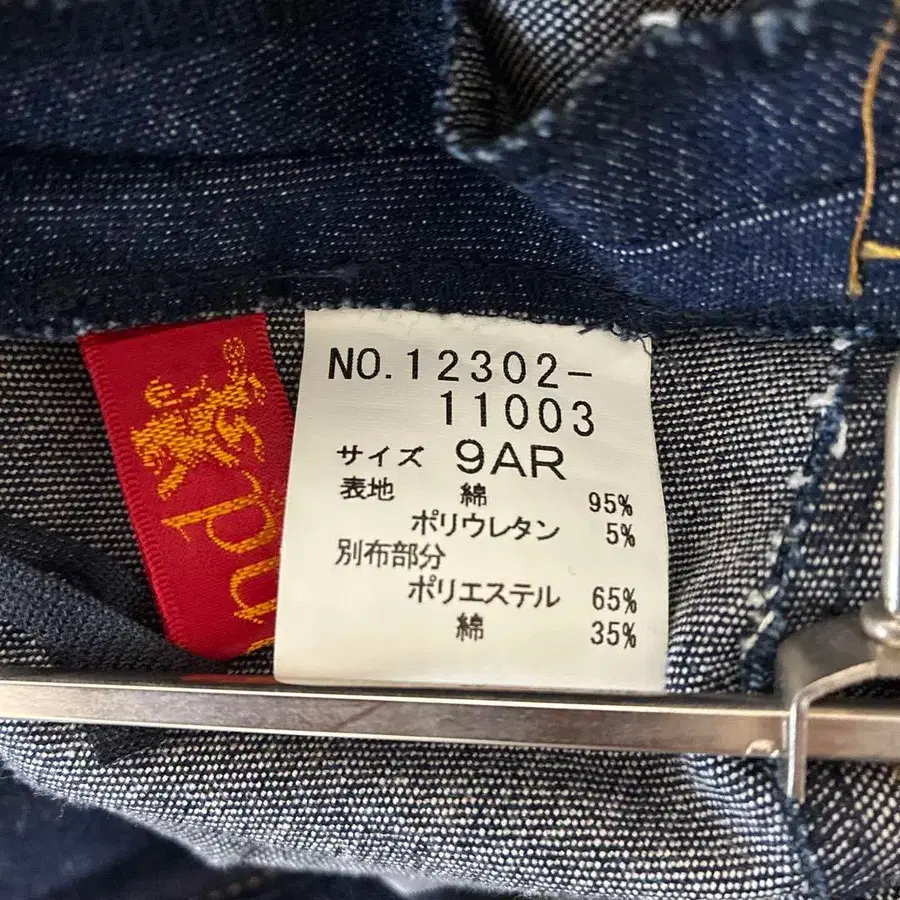 NO.12302-
11003
サイズ 9AR
表地 綿 95%
ポリウレタン 5%
別布部分
ポリエステル 65%
綿 35%